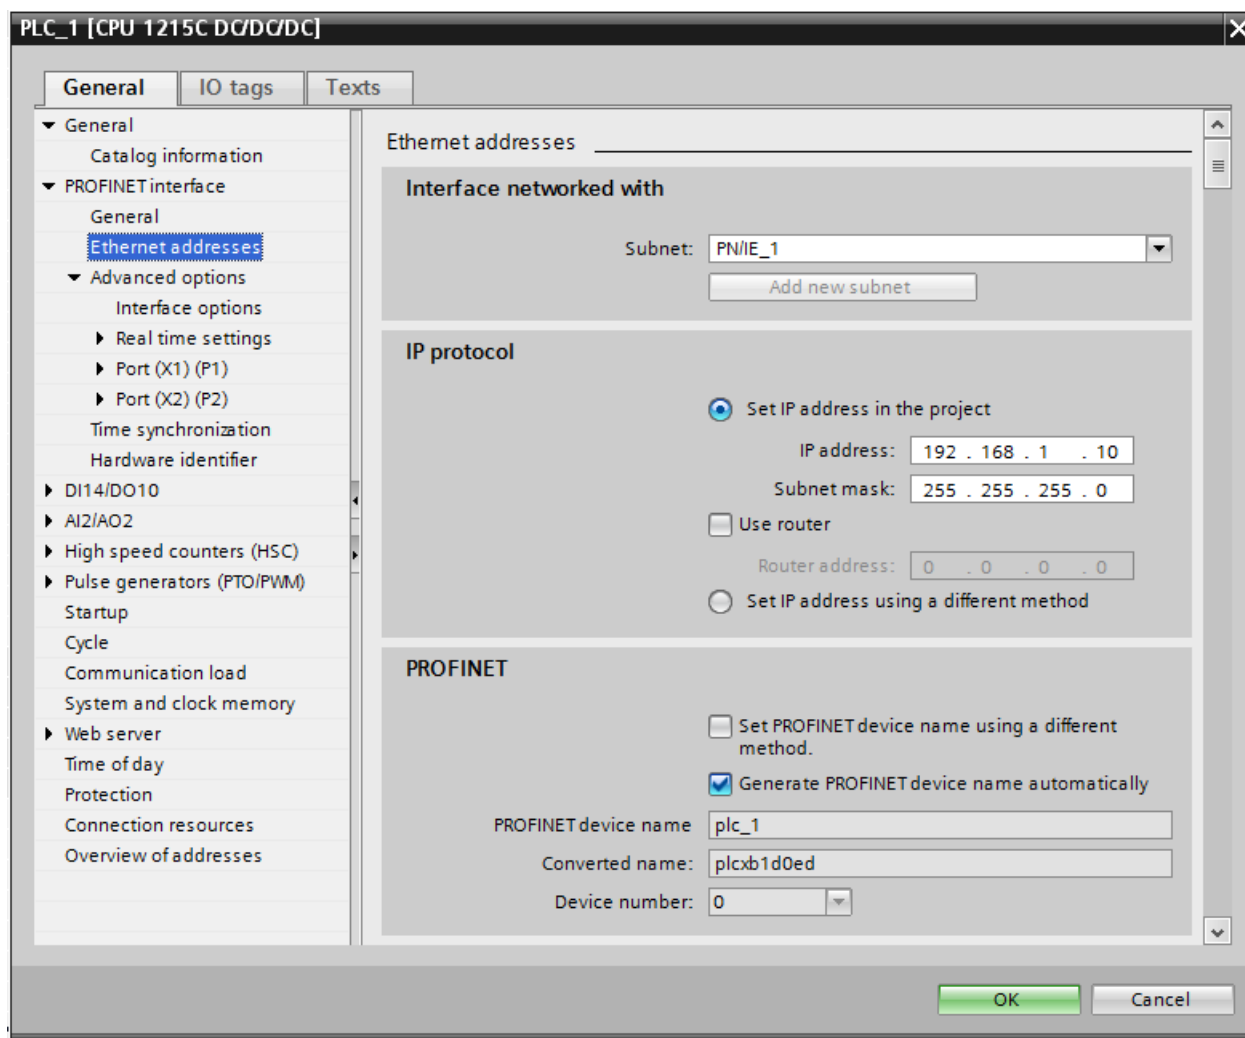 PLC_1 [CPU 1215C DC/DC/DC]
General
IO tags
Texts
General
Catalog information
PROFINET interface
General
Ethernet addresses
Advanced options
Interface options
Real time settings
Port (X1) (P1)
Port (X2) (P2)
Time synchronization
Hardware identifier
DI14/DO10
AI2/AO2
High speed counters (HSC)
Pulse generators (PTO/PWM)
Startup
Cycle
Communication load
System and clock memory
Web server
Time of day
Protection
Connection resources
Overview of addresses
Ethernet addresses
Interface networked with
Subnet: PN/IE_1
Add new subnet
IP protocol
Set IP address in the project
IP address: 192 . 168 . 1 . 10
Subnet mask: 255 . 255 . 255 . 0
Use router
Router address: 0 . 0 . 0 . 0
Set IP address using a different method
PROFINET
Set PROFINET device name using a different
method.
Generate PROFINET device name automatically
PROFINET device name plc_1
Converted name: plcxb1d0ed
Device number: 0
OK
Cancel